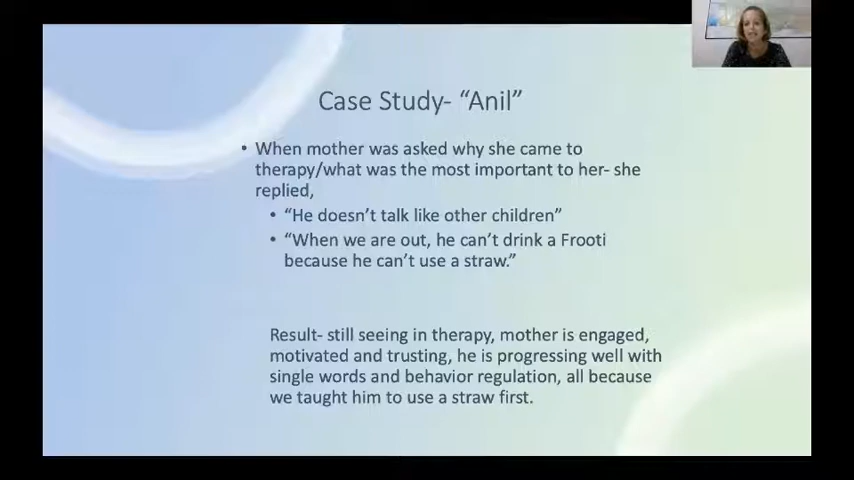 Case Study- “Anil”
• When mother was asked why she came to
therapy/what was the most important to her- she
replied,
• “He doesn’t talk like other children”
• “When we are out, he can’t drink a Frooti
because he can’t use a straw.”
Result- still seeing in therapy, mother is engaged,
motivated and trusting, he is progressing well with
single words and behavior regulation, all because
we taught him to use a straw first.